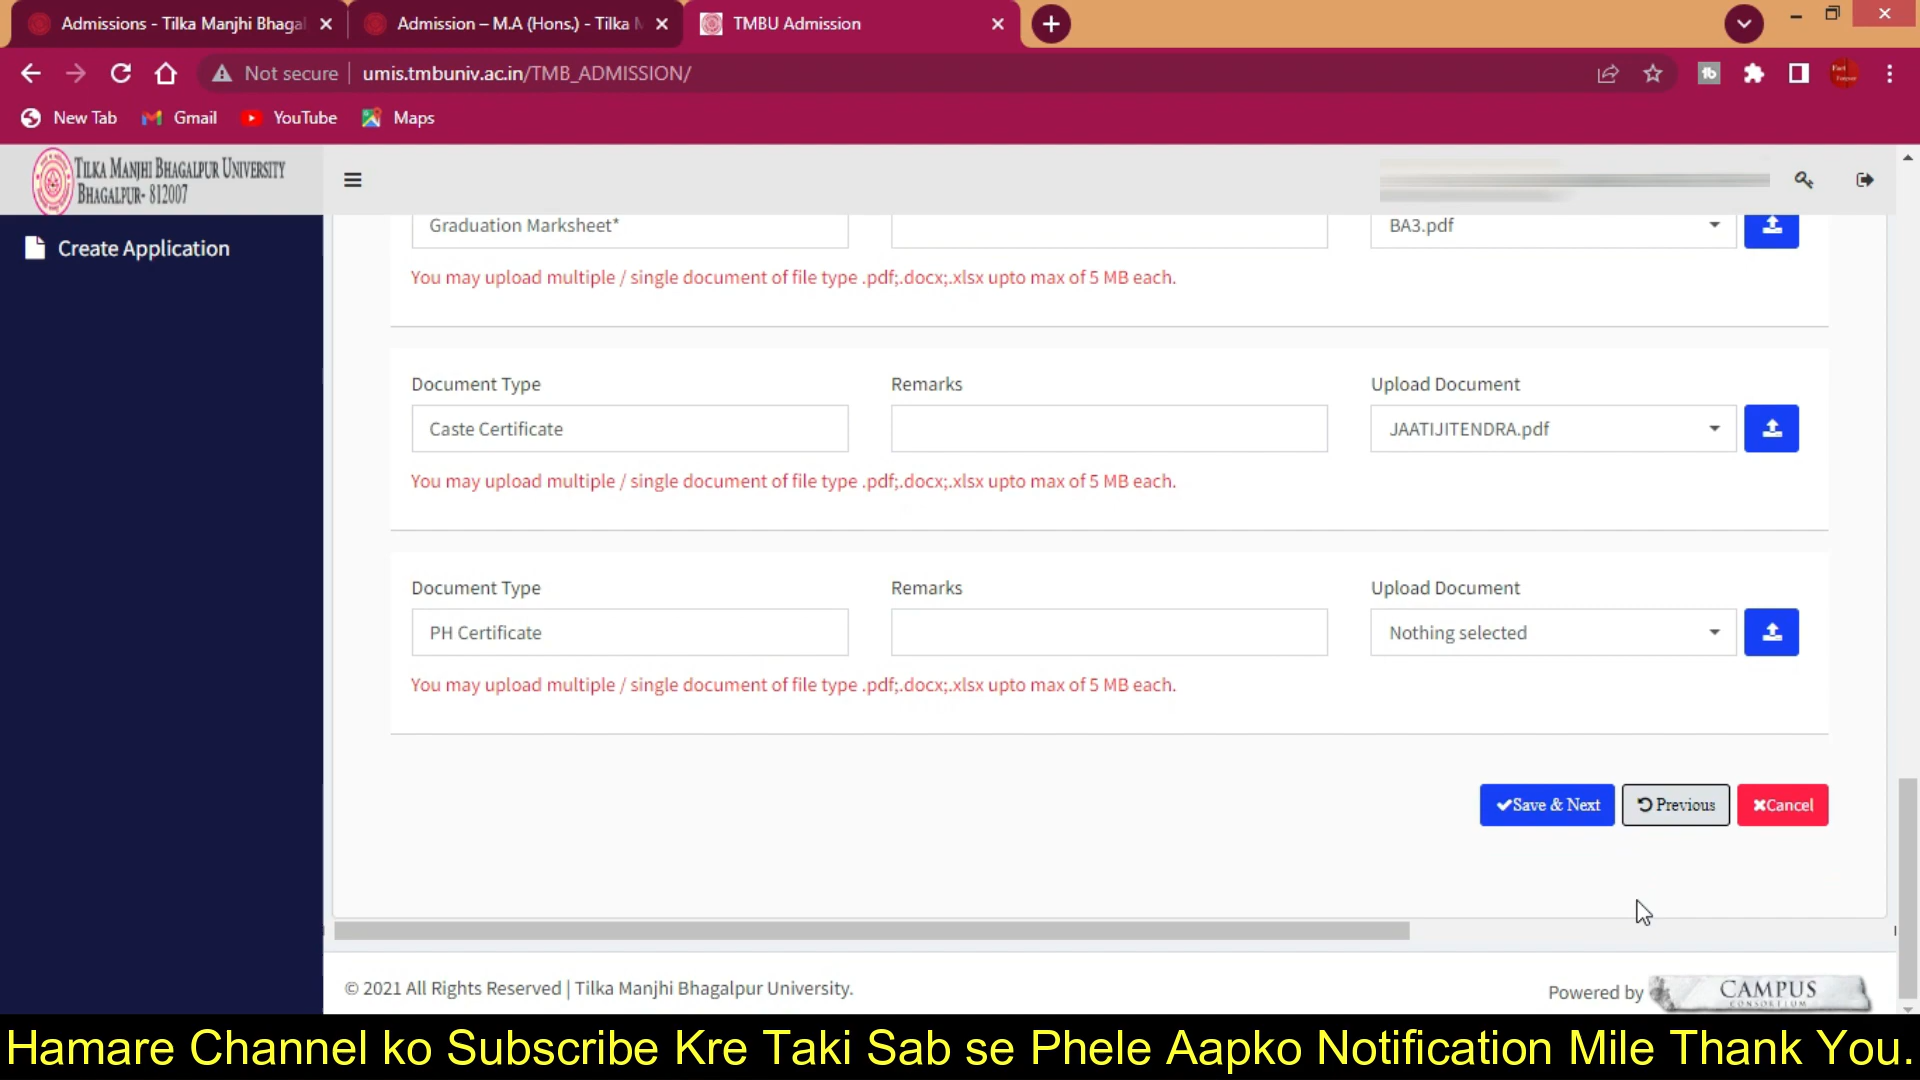 Admissions - Tilka Manjhi Bhagal
Admission – M.A (Hons.) - Tilka M
TMBU Admission
Not secure
umis.tmbuniv.ac.in/TMB_ADMISSION/
New Tab
Gmail
YouTube
Maps
TILKA MANJHI BHAGALPUR UNIVERSITY
BHAGALPUR- 812007
Create Application
Graduation Marksheet*
BA3.pdf
You may upload multiple / single document of file type .pdf;.docx;.xlsx upto max of 5 MB each.
Document Type
Remarks
Upload Document
Caste Certificate
JAATIJITENDRA.pdf
You may upload multiple / single document of file type .pdf;.docx;.xlsx upto max of 5 MB each.
Document Type
Remarks
Upload Document
PH Certificate
Nothing selected
You may upload multiple / single document of file type .pdf;.docx;.xlsx upto max of 5 MB each.
Save & Next
Previous
Cancel
© 2021 All Rights Reserved | Tilka Manjhi Bhagalpur University.
Powered by
CAMPUS
CONSORTIUM
Hamare Channel ko Subscribe Kre Taki Sab se Phele Aapko Notification Mile Thank You.